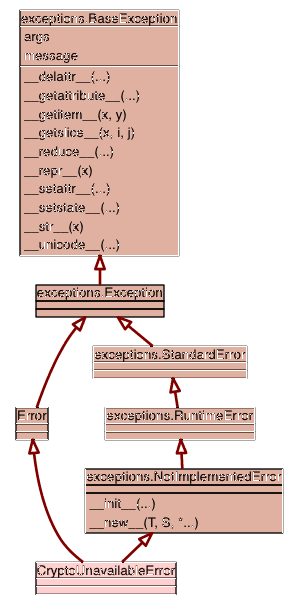 exceptions.BaseException
args
message
__delattr__(...)
__getattribute__(...)
__getitem__(x, y)
__getslice__(x, i, j)
__reduce__(...)
__repr__(x)
__setattr__(...)
__setstate__(...)
__str__(x)
__unicode__(...)
exceptions.Exception
exceptions.StandardError
Error
exceptions.RuntimeError
exceptions.NotImplementedError
__init__(...)
__new__(T, S, *...)
CryptoUnavailableError